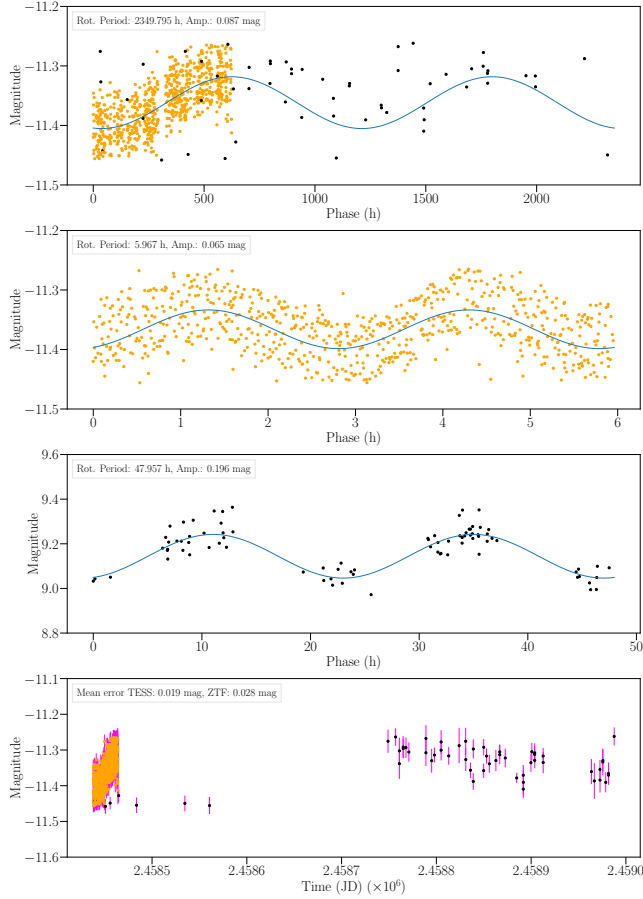 −11.2
−11.3
−11.4
−11.5
Magnitude
Rot. Period: 2349.795 h, Amp.: 0.087 mag
0 500 1000 1500 2000
Phase (h)
−11.2
−11.3
−11.4
−11.5
Magnitude
Rot. Period: 5.967 h, Amp.: 0.065 mag
0 1 2 3 4 5 6
Phase (h)
9.6
9.4
9.2
9.0
8.8
Magnitude
Rot. Period: 47.957 h, Amp.: 0.196 mag
0 10 20 30 40 50
Phase (h)
−11.1
−11.2
−11.3
−11.4
−11.5
−11.6
Magnitude
Mean error TESS: 0.019 mag, ZTF: 0.028 mag
2.4585 2.4586 2.4587 2.4588 2.4589 2.4590
Time (JD) (×10⁶)